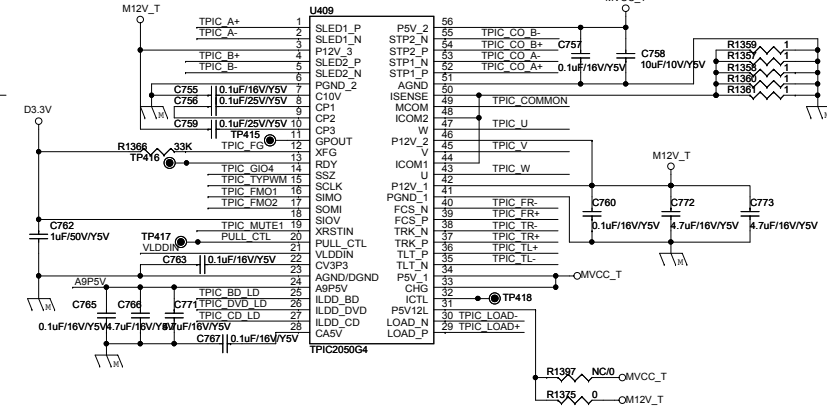 MVCC_T
M12V_T
U409
TPIC_A+ 1 SLED1_P P5V_2 56
TPIC_A- 2 SLED1_N STP2_N 55 TPIC_CO_B-
3 P12V_3 STP2_P 54 TPIC_CO_B+
TPIC_B+ 4 SLED2_P STP1_N 53 TPIC_CO_A-
TPIC_B- 5 SLED2_N STP1_P 52 TPIC_CO_A+
6 PGND_2 AGND 51
7 C10V ISENSE 50
8 CP1 MCOM 49 TPIC_COMMON
9 CP2 ICOM2 48
10 CP3 W 47 TPIC_U
11 GPOUT P12V_2 46
TPIC_FG 12 XFG V 45 TPIC_V
13 RDY ICOM1 44
TPIC_GIO4 14 SSZ U 43 TPIC_W
TPIC_TYPWM 15 SCLK P12V_1 42
TPIC_FMO1 16 SIMO PGND_1 41
TPIC_FMO2 17 SOMI FCS_N 40 TPIC_FR-
18 SIOV FCS_P 39 TPIC_FR+
TPIC_MUTE1 19 XRSTIN TRK_N 38 TPIC_TR-
PULL_CTL 20 PULL_CTL TRK_P 37 TPIC_TR+
VLDDIN 21 VLDDIN TLT_P 36 TPIC_TL+
22 CV3P3 TLT_N 35 TPIC_TL-
23 AGND/DGND P5V_1 34
A9P5V 24 A9P5V CHG 33
TPIC_BD_LD 25 ILDD_BD ICTL 32
TPIC_DVD_LD 26 ILDD_DVD P5V12L 31
TPIC_CD_LD 27 ILDD_CD LOAD_N 30 TPIC_LOAD-
28 CA5V LOAD_P 29 TPIC_LOAD+
TPIC2050G4
C755 0.1uF/16V/Y5V
C756 0.1uF/25V/Y5V
C759 0.1uF/25V/Y5V
TP415
D3.3V
R1366 33K
TP416
C762
1uF/50V/Y5V
TP417
C763 0.1uF/16V/Y5V
C765 C766 C771
0.1uF/16V/Y5V 4.7uF/16V/Y5V
C767 0.1uF/16V/Y5V
C757 C758
0.1uF/16V/Y5V 10uF/10V/Y5V
R1359 1
R1357 1
R1358 1
R1360 1
R1361 1
M
M12V_T
C760 C772 C773
0.1uF/16V/Y5V 4.7uF/16V/Y5V 4.7uF/16V/Y5V
M
MVCC_T
TP418
M
M
M
R1397 NC/0 MVCC_T
R1375 0 M12V_T